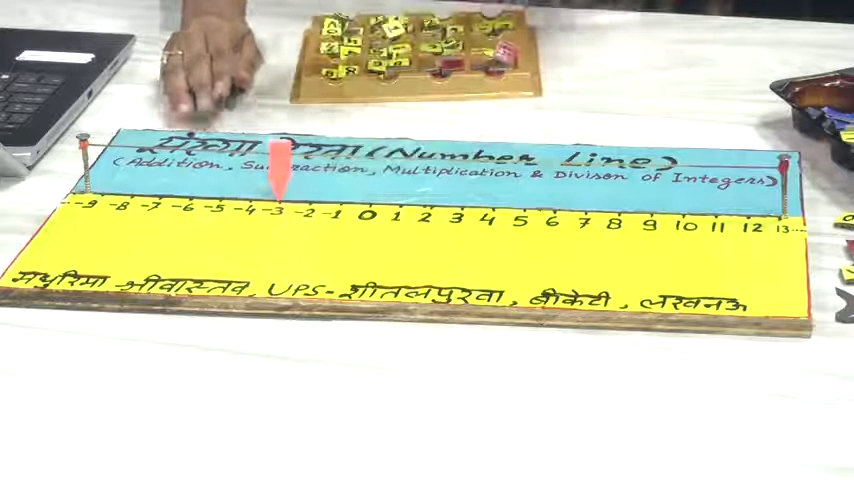 संख्या रेखा (Number line)
(Addition, Subtraction, Multiplication & Divison of Integers)
-9 -8 -7 -6 -5 -4 -3 -2 -1 0 1 2 3 4 5 6 7 8 9 10 11 12 13....
मधुरिमा श्रीवास्तव, UPS- शीतलपुरवा, बीकेटी, लखनऊ